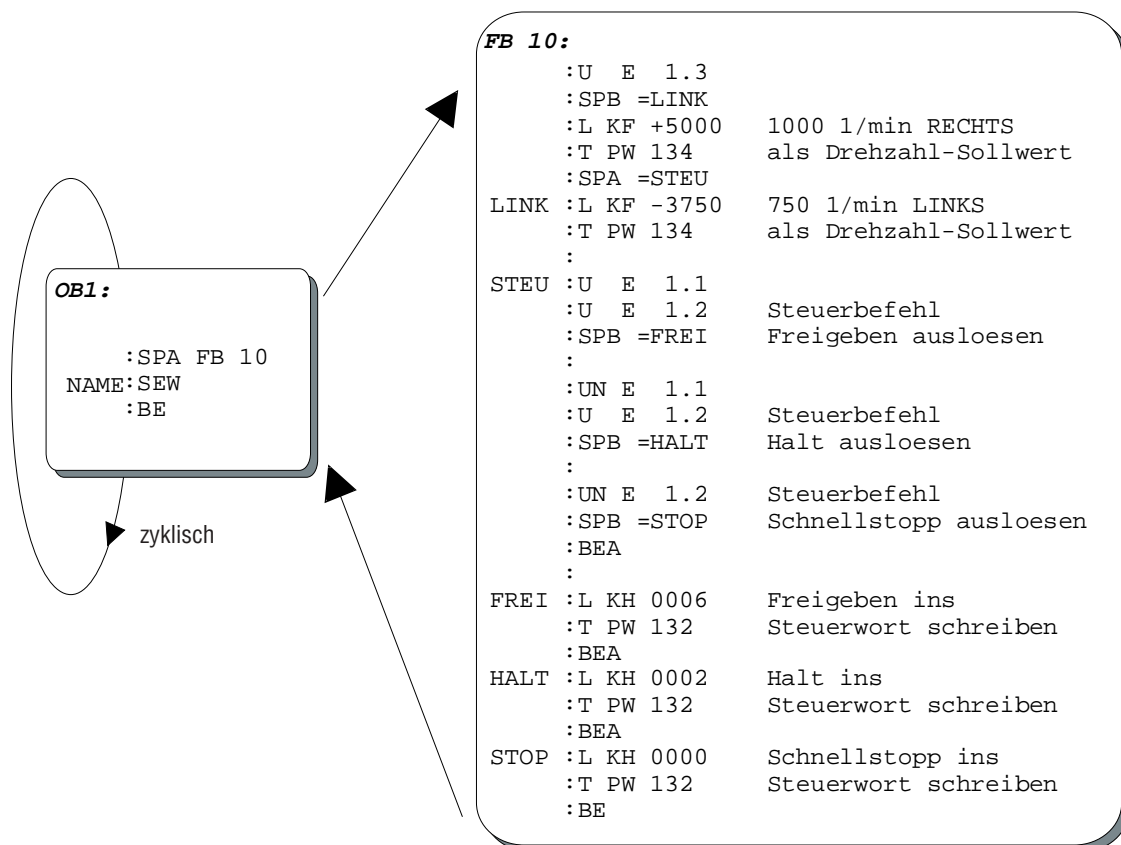 OB1:
:SPA FB 10
NAME:SEW
:BE
zyklisch
FB 10:
:U  E  1.3
:SPB =LINK
:L KF +5000   1000 1/min RECHTS
:T PW 134     als Drehzahl-Sollwert
:SPA =STEU
LINK :L KF -3750   750 1/min LINKS
:T PW 134     als Drehzahl-Sollwert
:
STEU :U  E  1.1
:U  E  1.2    Steuerbefehl
:SPB =FREI    Freigeben ausloesen
:
:UN E  1.1
:U  E  1.2    Steuerbefehl
:SPB =HALT    Halt ausloesen
:
:UN E  1.2    Steuerbefehl
:SPB =STOP    Schnellstopp ausloesen
:BEA
:
FREI :L KH 0006    Freigeben ins
:T PW 132     Steuerwort schreiben
:BEA
HALT :L KH 0002    Halt ins
:T PW 132     Steuerwort schreiben
:BEA
STOP :L KH 0000    Schnellstopp ins
:T PW 132     Steuerwort schreiben
:BE